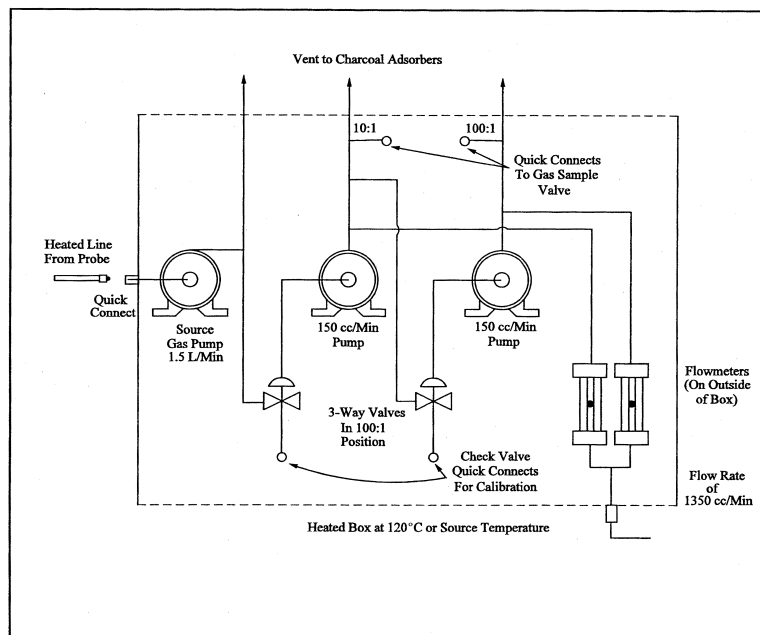 Vent to Charcoal Adsorbers
10:1
100:1
Quick Connects
To Gas Sample
Valve
Heated Line
From Probe
Quick
Connect
Source
Gas Pump
1.5 L/Min
150 cc/Min
Pump
150 cc/Min
Pump
Flowmeters
(On Outside
of Box)
3-Way Valves
In 100:1
Position
Check Valve
Quick Connects
For Calibration
Flow Rate
of
1350 cc/Min
Heated Box at 120°C or Source Temperature